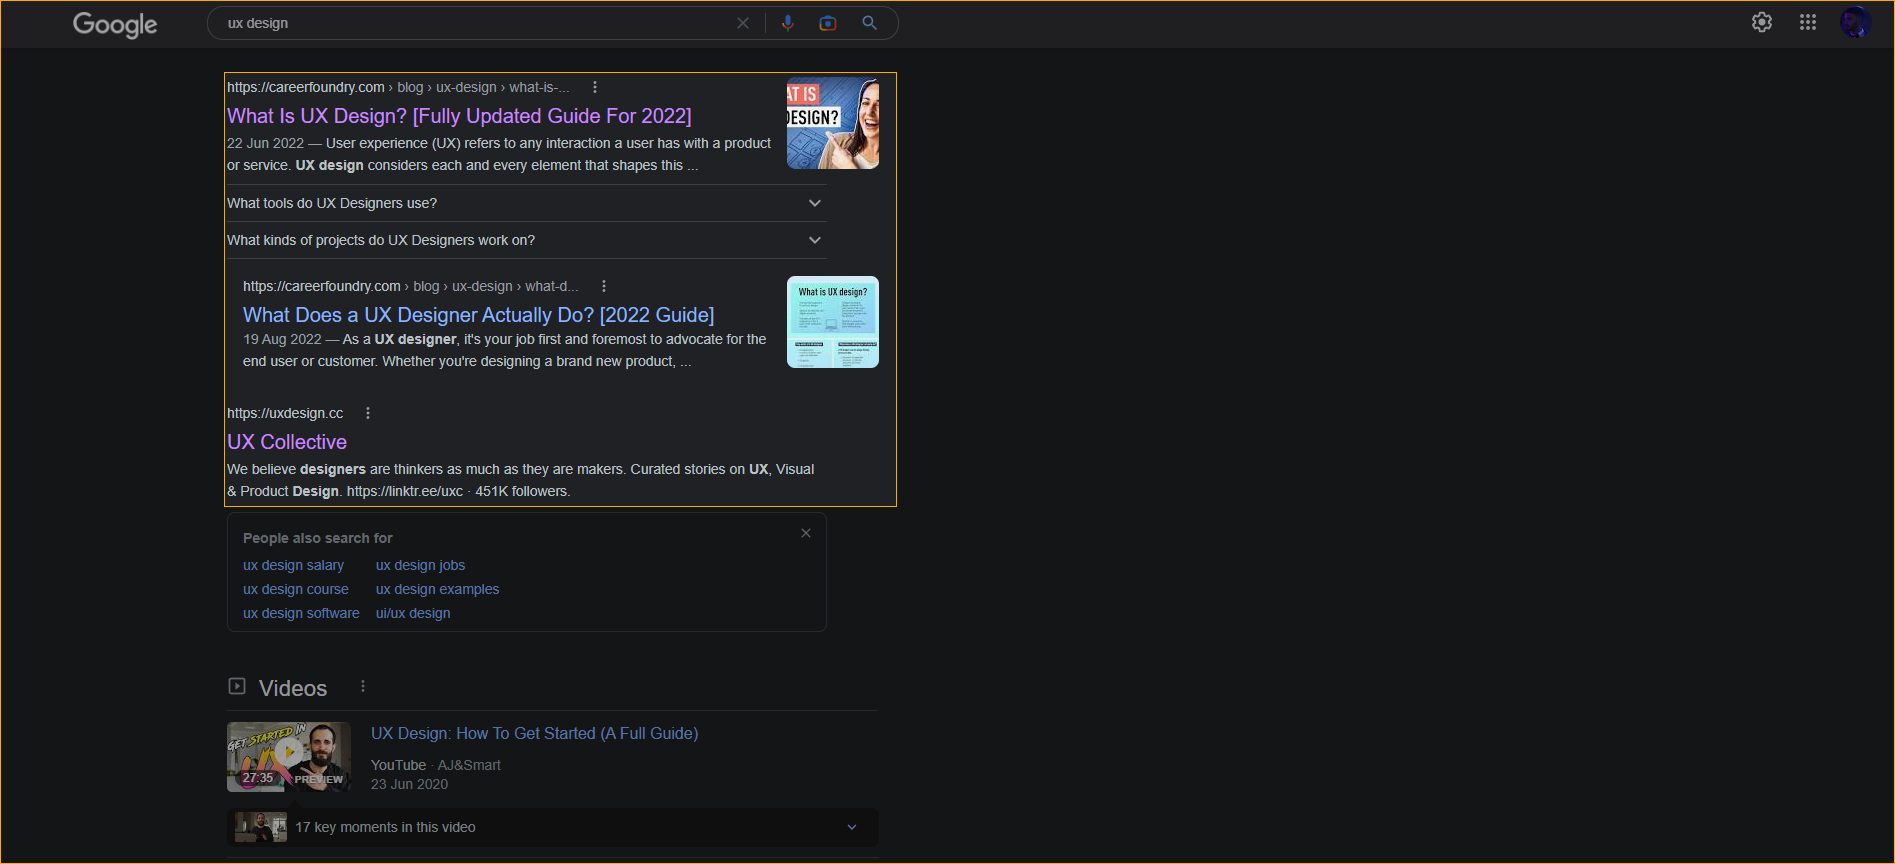 Google
ux design
https://careerfoundry.com › blog › ux-design › what-is-...
What Is UX Design? [Fully Updated Guide For 2022]
22 Jun 2022 — User experience (UX) refers to any interaction a user has with a product
or service. UX design considers each and every element that shapes this ...
AT IS
DESIGN?
What tools do UX Designers use?
What kinds of projects do UX Designers work on?
https://careerfoundry.com › blog › ux-design › what-d...
What Does a UX Designer Actually Do? [2022 Guide]
19 Aug 2022 — As a UX designer, it's your job first and foremost to advocate for the
end user or customer. Whether you're designing a brand new product, ...
What is UX design?
https://uxdesign.cc
UX Collective
We believe designers are thinkers as much as they are makers. Curated stories on UX, Visual
& Product Design. https://linktr.ee/uxc · 451K followers.
People also search for
ux design salary
ux design jobs
ux design course
ux design examples
ux design software
ui/ux design
Videos
GET STARTED IN
UX
27:35
PREVIEW
UX Design: How To Get Started (A Full Guide)
YouTube · AJ&Smart
23 Jun 2020
17 key moments in this video